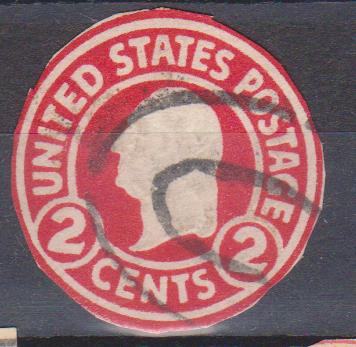 UNITED STATES POSTAGE
2 2
CENTS